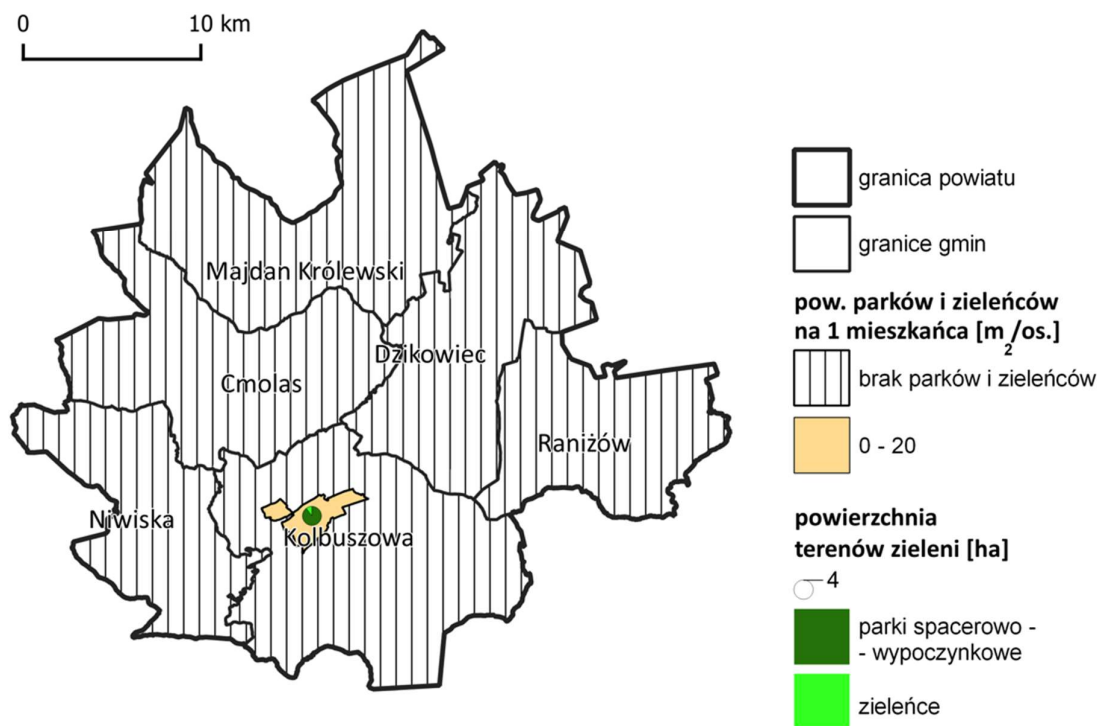 0 10 km
Majdan Królewski
Dzikowiec
Cmolas
Raniżów
Niwiska
Kolbuszowa
granica powiatu
granice gmin
pow. parków i zieleńców
na 1 mieszkańca [m2/os.]
brak parków i zieleńców
0 - 20
powierzchnia
terenów zieleni [ha]
4
parki spacerowo -
- wypoczynkowe
zieleńce